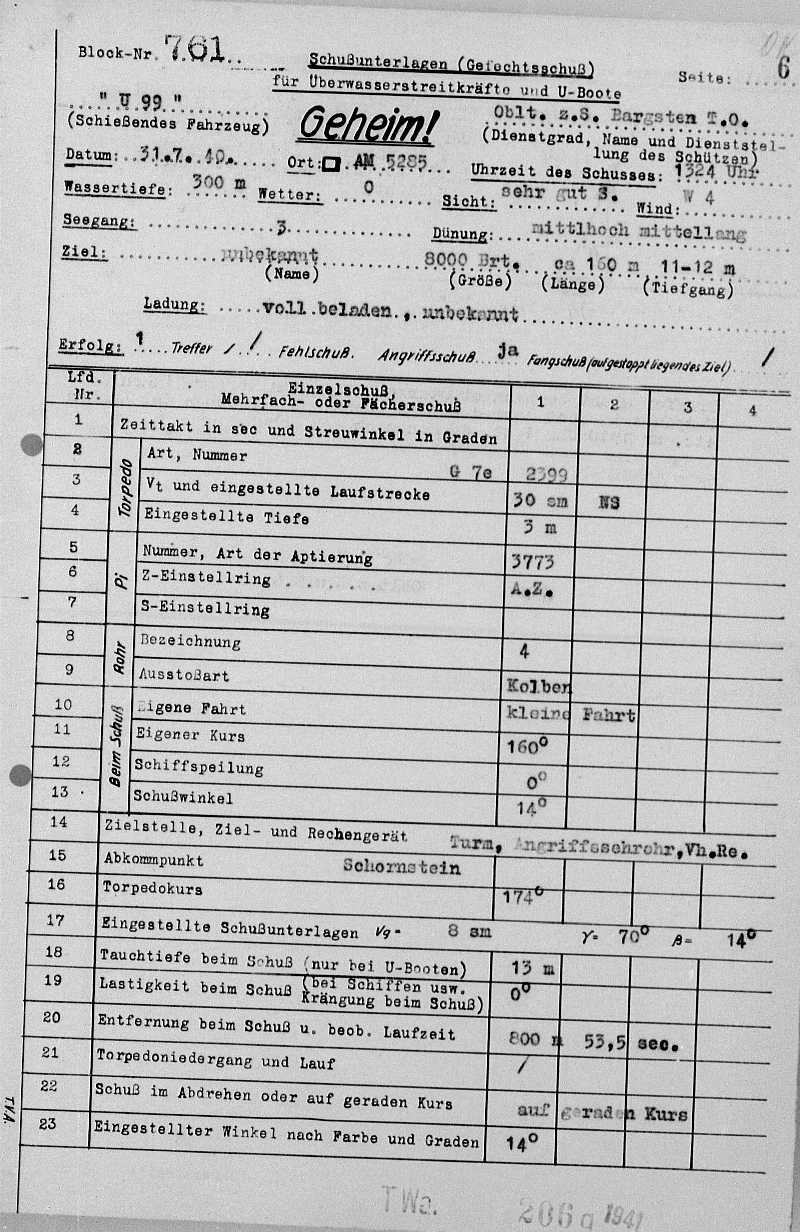 Block-Nr. 761
Schußunterlagen (Gefechtsschuß)
für Überwasserstreitkräfte und U-Boote
Seite: 6
" U 99 "
(Schießendes Fahrzeug)
Geheim!
Oblt. z.S. Bargsten T.O.
(Dienstgrad, Name und Dienststel-
lung des Schützen)
Datum: 31.7.40. Ort: □ AM 5285 Uhrzeit des Schusses: 1324 Uhr
Wassertiefe: 300 m Wetter: 0 Sicht: sehr gut S. Wind: W 4
Seegang: 3 Dünung: mittlhoch mittellang
Ziel: unbekannt 8000 Brt. ca 160 m 11-12 m
(Name) (Größe) (Länge) (Tiefgang)
Ladung: voll beladen , unbekannt
Erfolg: 1 Treffer / / Fehlschuß. Angriffsschuß ja Fangschuß (aufgestoppt liegendes Ziel) /
Lfd. Nr. Einzelschuß, Mehrfach- oder Fächerschuß 1 2 3 4
1 Zeittakt in sec und Streuwinkel in Graden
Torpedo
2 Art, Nummer G 7e 2399
3 Vt und eingestellte Laufstrecke 30 sm NS
4 Eingestellte Tiefe 3 m
Pi
5 Nummer, Art der Aptierung 3773
6 Z-Einstellring . . . . . . A.Z.
7 S-Einstellring
Rohr
8 Bezeichnung 4
9 Ausstoßart Kolben
Beim Schuß
10 Eigene Fahrt kleine Fahrt
11 Eigener Kurs 160°
12 Schiffspeilung 0°
13 Schußwinkel 14°
14 Zielstelle, Ziel- und Rechengerät Turm, Angriffssehrohr,Vh.Re.
15 Abkommpunkt Schornstein
16 Torpedokurs 174°
17 Eingestellte Schußunterlagen Vg= 8 sm γ= 70° β= 14°
18 Tauchtiefe beim Schuß (nur bei U-Booten) 13 m
19 Lastigkeit beim Schuß (bei Schiffen usw. Krängung beim Schuß) 0°
20 Entfernung beim Schuß u. beob. Laufzeit 800 m 53,5 sec.
21 Torpedoniedergang und Lauf /
22 Schuß im Abdrehen oder auf geraden Kurs auf geraden Kurs
23 Eingestellter Winkel nach Farbe und Graden 14°
T.V.A.
TWa. 206 g 1941